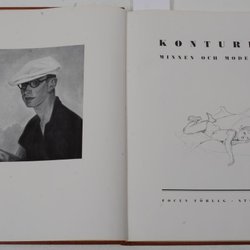 KONTUR
MINNEN OCH MODE
FOCUS FÖRLAG · ST